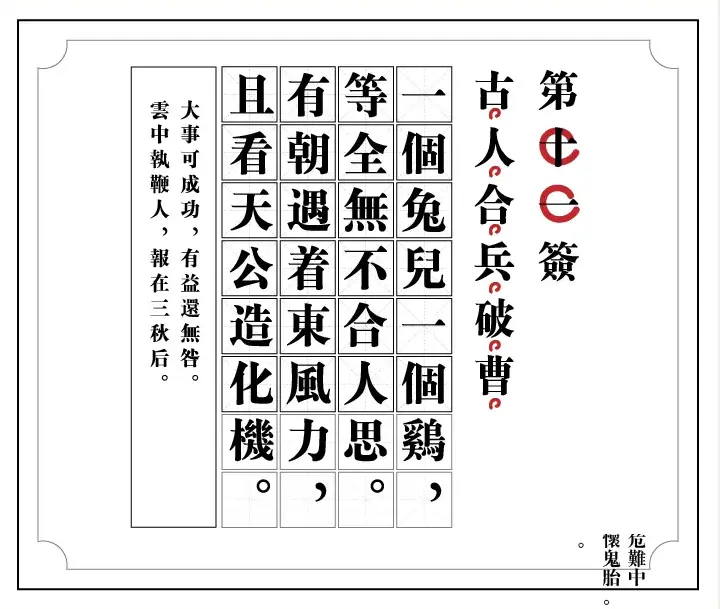 第十一簽
古人合兵破曹
一個兔兒一個鷄，
等全無不合人思。
有朝遇着東風力，
且看天公造化機。
大事可成功，有益還無咎。
雲中執鞭人，報在三秋后。
危難中
懷鬼胎。
。